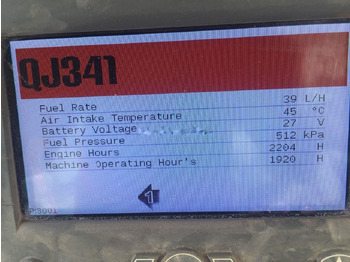 QJ341
Fuel Rate 39 L/H
Air Intake Temperature 45 °C
Battery Voltage 27 V
Fuel Pressure 512 kPa
Engine Hours 2204 H
Machine Operating Hour's 1920 H
1